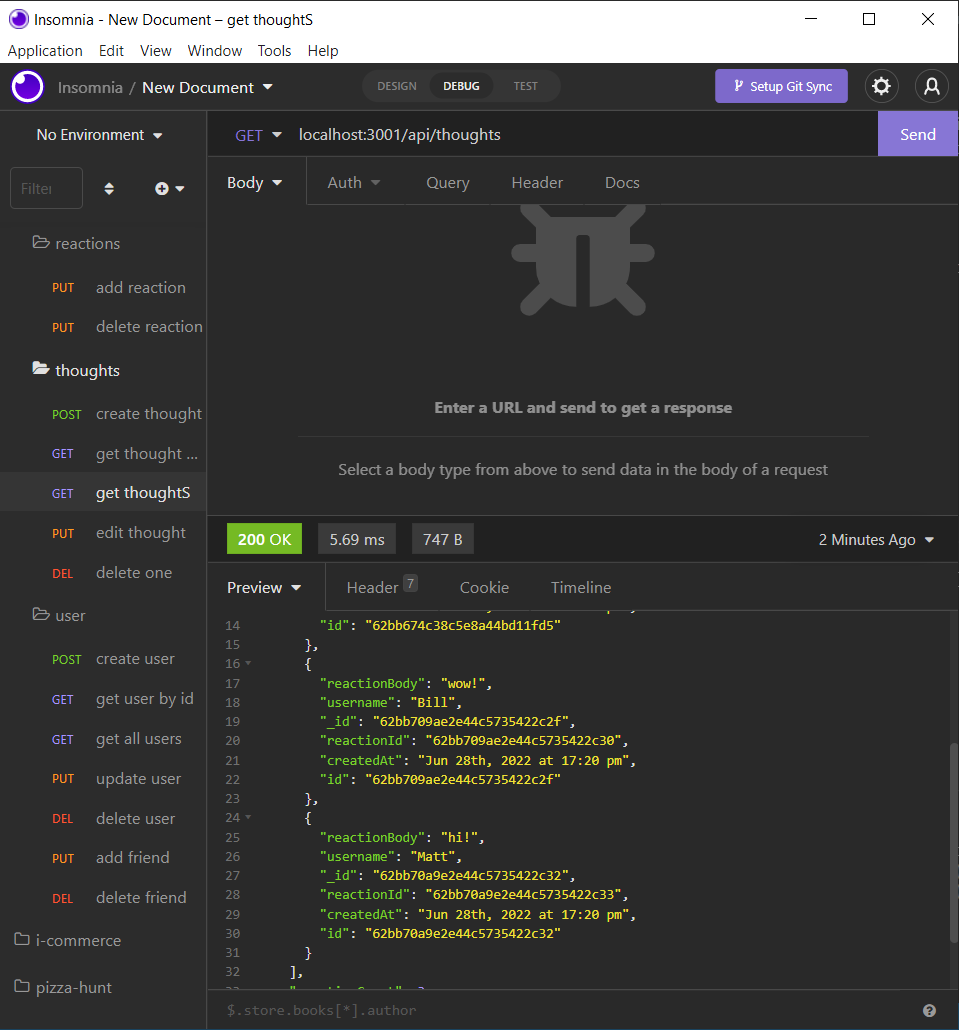 Insomnia - New Document – get thoughtS
Application Edit View Window Tools Help
Insomnia / New Document DESIGN DEBUG TEST Setup Git Sync
No Environment
GET localhost:3001/api/thoughts Send
Filter
Body Auth Query Header Docs
reactions
PUT add reaction
PUT delete reaction
thoughts
POST create thought
GET get thought ...
GET get thoughtS
PUT edit thought
DEL delete one
user
POST create user
GET get user by id
GET get all users
PUT update user
DEL delete user
PUT add friend
DEL delete friend
i-commerce
pizza-hunt
Enter a URL and send to get a response
Select a body type from above to send data in the body of a request
200 OK 5.69 ms 747 B 2 Minutes Ago
Preview Header 7 Cookie Timeline
14 "id": "62bb674c38c5e8a44bd11fd5"
15 },
16 {
17 "reactionBody": "wow!",
18 "username": "Bill",
19 "_id": "62bb709ae2e44c5735422c2f",
20 "reactionId": "62bb709ae2e44c5735422c30",
21 "createdAt": "Jun 28th, 2022 at 17:20 pm",
22 "id": "62bb709ae2e44c5735422c2f"
23 },
24 {
25 "reactionBody": "hi!",
26 "username": "Matt",
27 "_id": "62bb70a9e2e44c5735422c32",
28 "reactionId": "62bb70a9e2e44c5735422c33",
29 "createdAt": "Jun 28th, 2022 at 17:20 pm",
30 "id": "62bb70a9e2e44c5735422c32"
31 }
32 ],
$.store.books[*].author